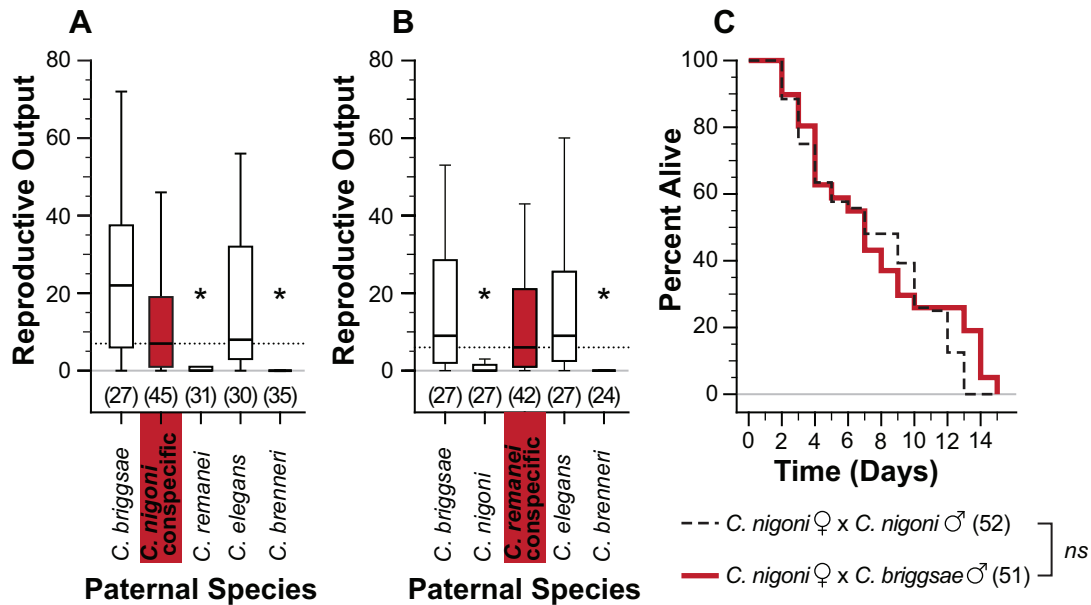 A
Reproductive Output
80
60
40
20
0
*
*
(27) (45) (31) (30) (35)
C. briggsae
C. nigoni
conspecific
C. remanei
C. elegans
C. brenneri
Paternal Species
B
Reproductive Output
80
60
40
20
0
*
*
(27) (27) (42) (27) (24)
C. briggsae
C. nigoni
C. remanei
conspecific
C. elegans
C. brenneri
Paternal Species
C
Percent Alive
100
80
60
40
20
0
0 2 4 6 8 10 12 14
Time (Days)
C. nigoni ♀ x C. nigoni ♂ (52)
C. nigoni ♀ x C. briggsae ♂ (51)
ns